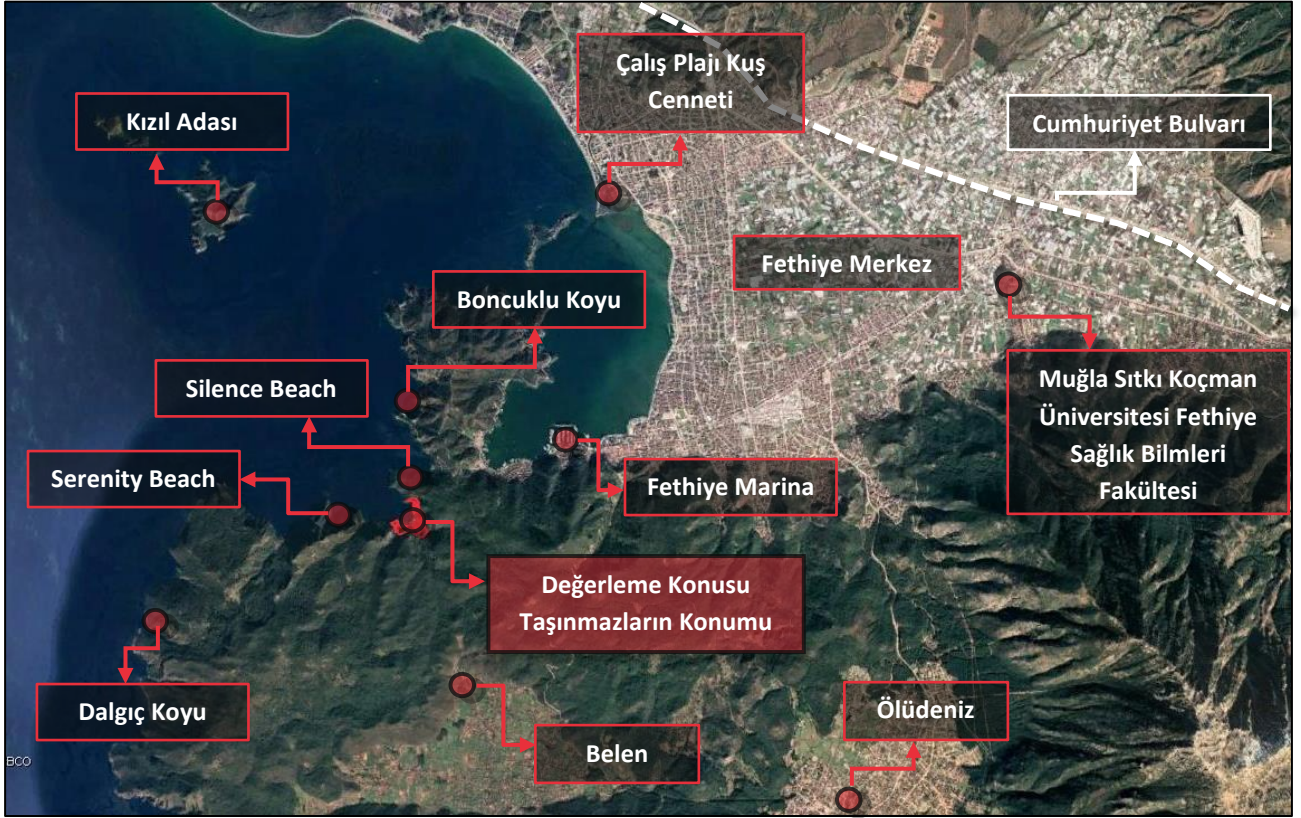 Çalış Plajı Kuş
Cenneti
Kızıl Adası
Cumhuriyet Bulvarı
Fethiye Merkez
Boncuklu Koyu
Silence Beach
Muğla Sıtkı Koçman
Üniversitesi Fethiye
Sağlık Bilmleri
Fakültesi
Serenity Beach
Fethiye Marina
Değerleme Konusu
Taşınmazların Konumu
Dalgıç Koyu
Ölüdeniz
Belen
BCO